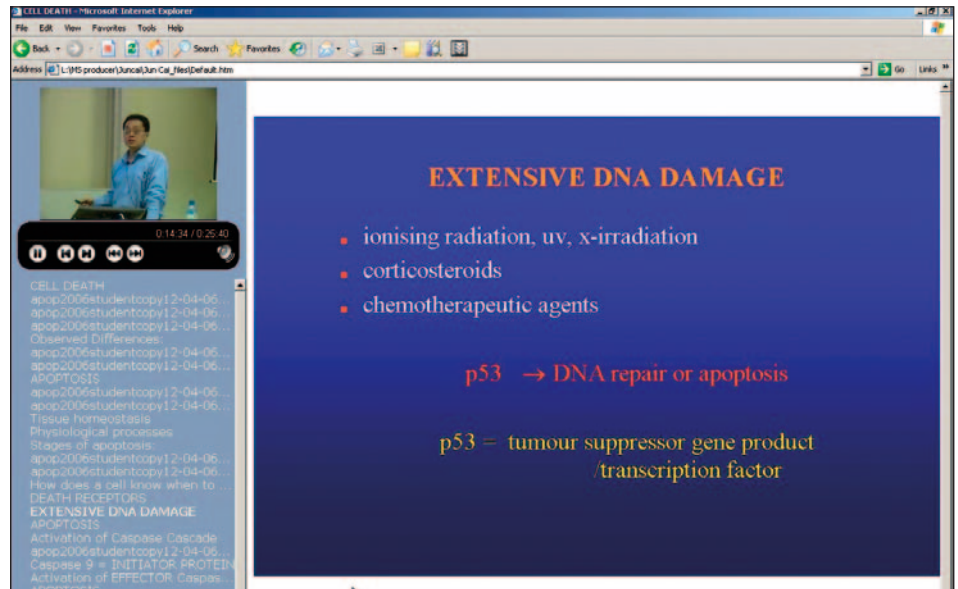 CELL DEATH - Microsoft Internet Explorer
File Edit View Favorites Tools Help
Back Search Favorites
Address L:\MS producer\Juncai\Jun Cai_files\Default.htm Go Links »
0:14:34 / 0:25:40
CELL DEATH
apop2006studentcopy12-04-06...
apop2006studentcopy12-04-06...
apop2006studentcopy12-04-06...
Observed Differences:
apop2006studentcopy12-04-06...
apop2006studentcopy12-04-06...
APOPTOSIS
apop2006studentcopy12-04-06...
apop2006studentcopy12-04-06...
Tissue homeostasis
Physiological processes
Stages of apoptosis:
apop2006studentcopy12-04-06...
apop2006studentcopy12-04-06...
How does a cell know when to ...
DEATH RECEPTORS
EXTENSIVE DNA DAMAGE
APOPTOSIS
Activation of Caspase Cascade
apop2006studentcopy12-04-06...
Caspase 9 = INITIATOR PROTEIN
Activation of EFFECTOR Caspas...
APOPTOSIS
EXTENSIVE DNA DAMAGE
ionising radiation, uv, x-irradiation
corticosteroids
chemotherapeutic agents
p53 → DNA repair or apoptosis
p53 = tumour suppressor gene product
/transcription factor